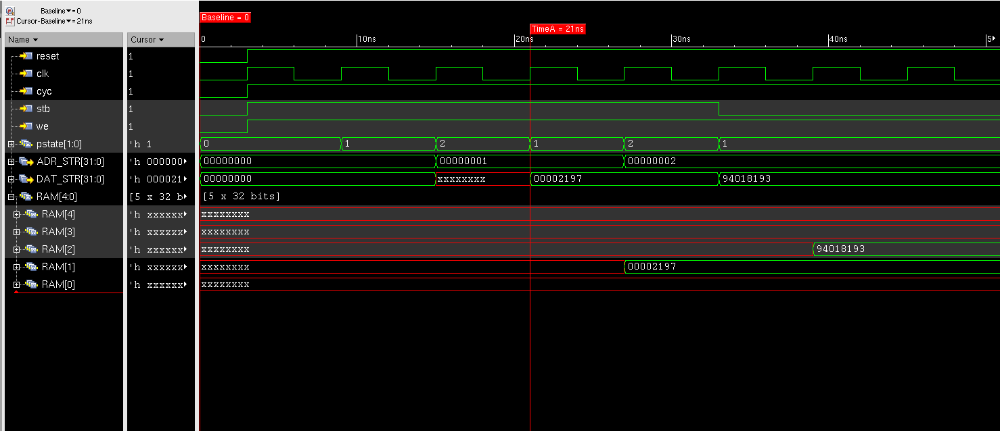 Baseline▼=0
Cursor-Baseline▼=21ns
Baseline = 0
TimeA = 21ns
Name▼ Cursor▼ 0 10ns 20ns 30ns 40ns 5
reset 1
clk 1
cyc 1
stb 1
we 1
pstate[1:0] 'h 1 0 1 2 1 2 1
ADR_STR[31:0] 'h 000000 00000000 00000001 00000002
DAT_STR[31:0] 'h 000021 00000000 xxxxxxxx 00002197 94018193
RAM[4:0] [5 x 32 b [5 x 32 bits]
RAM[4] 'h xxxxxx xxxxxxxx
RAM[3] 'h xxxxxx xxxxxxxx
RAM[2] 'h xxxxxx xxxxxxxx 94018193
RAM[1] 'h xxxxxx xxxxxxxx 00002197
RAM[0] 'h xxxxxx xxxxxxxx